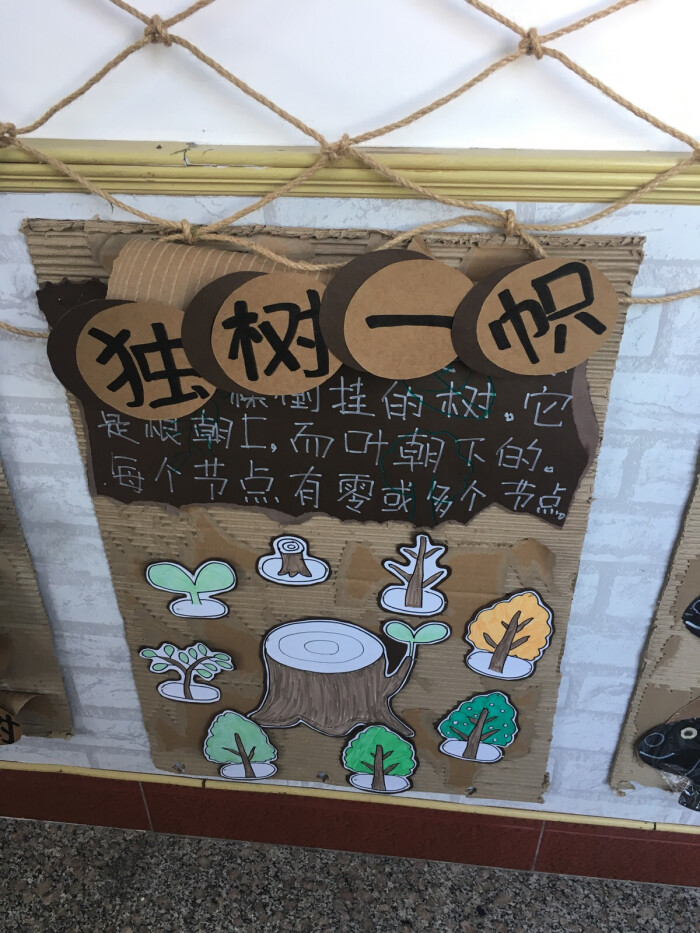 独树一帜
倒挂的树.它
是根朝上,而叶朝下的.
每个节点有零或多个节点.